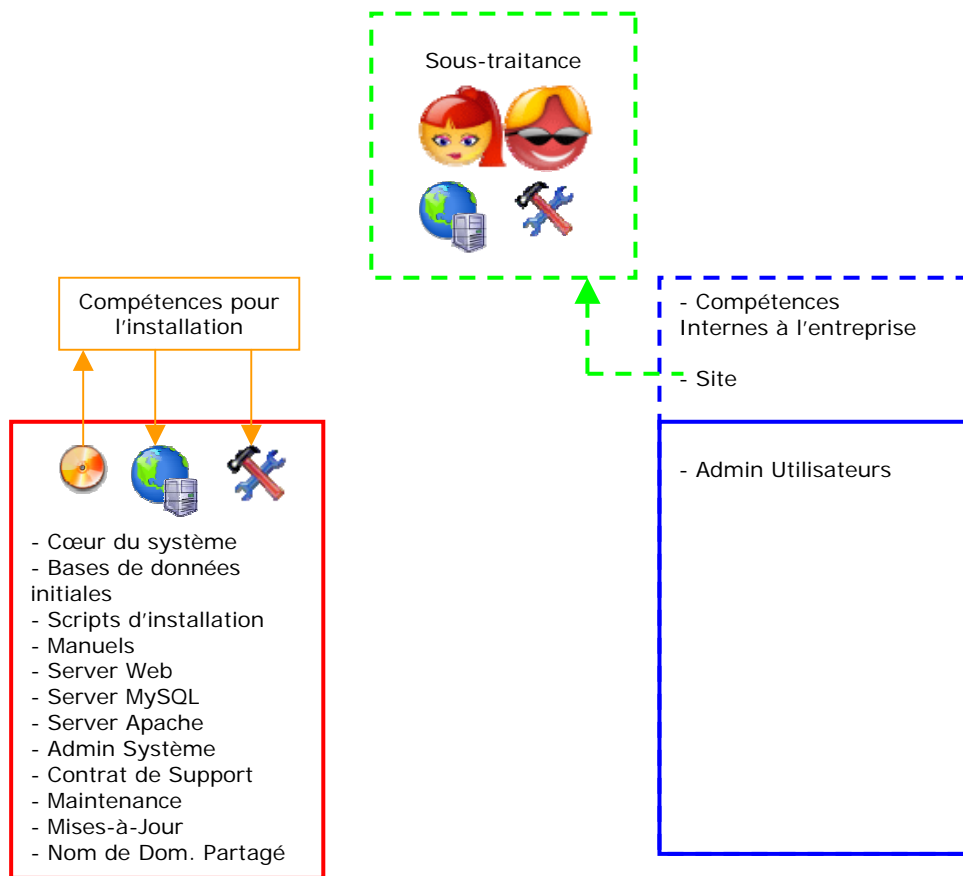 Sous-traitance
Compétences pour
l'installation
- Compétences
Internes à l'entreprise
- Site
- Admin Utilisateurs
- Cœur du système
- Bases de données
initiales
- Scripts d'installation
- Manuels
- Server Web
- Server MySQL
- Server Apache
- Admin Système
- Contrat de Support
- Maintenance
- Mises-à-Jour
- Nom de Dom. Partagé